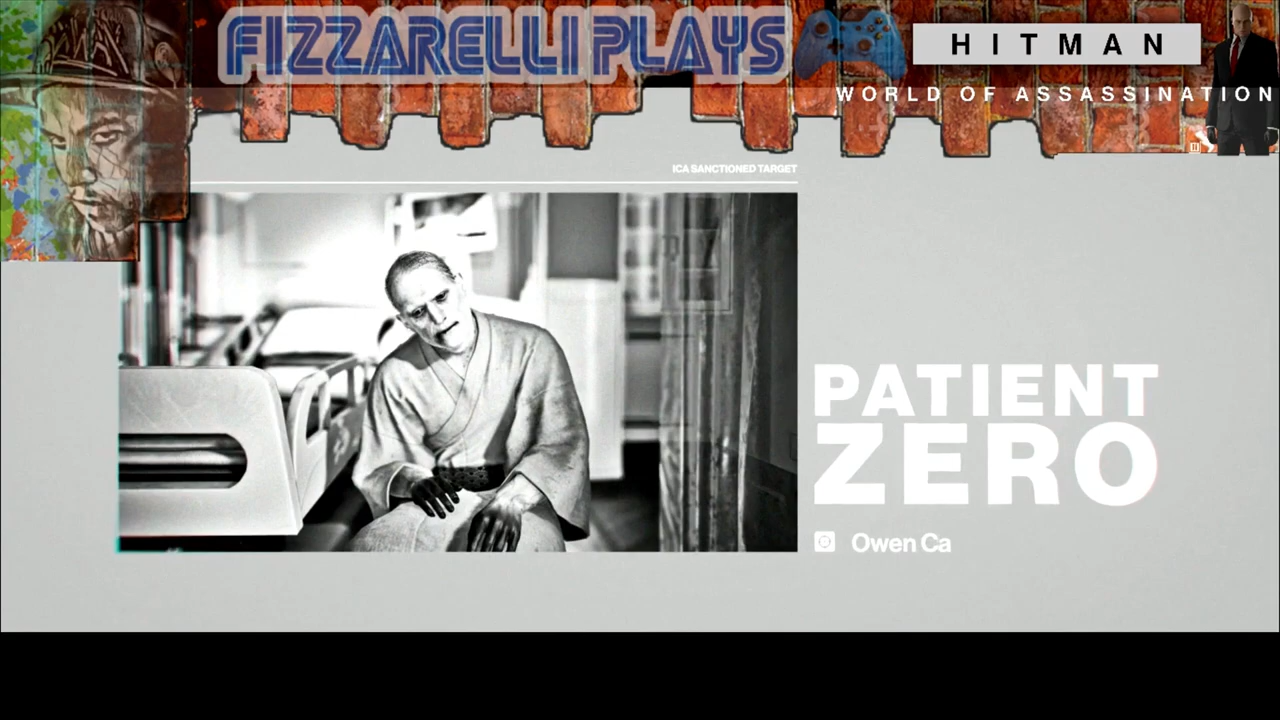 FIZZARELLI PLAYS
HITMAN
WORLD OF ASSASSINATION
ICA SANCTIONED TARGET
PATIENT
ZERO
Owen Ca